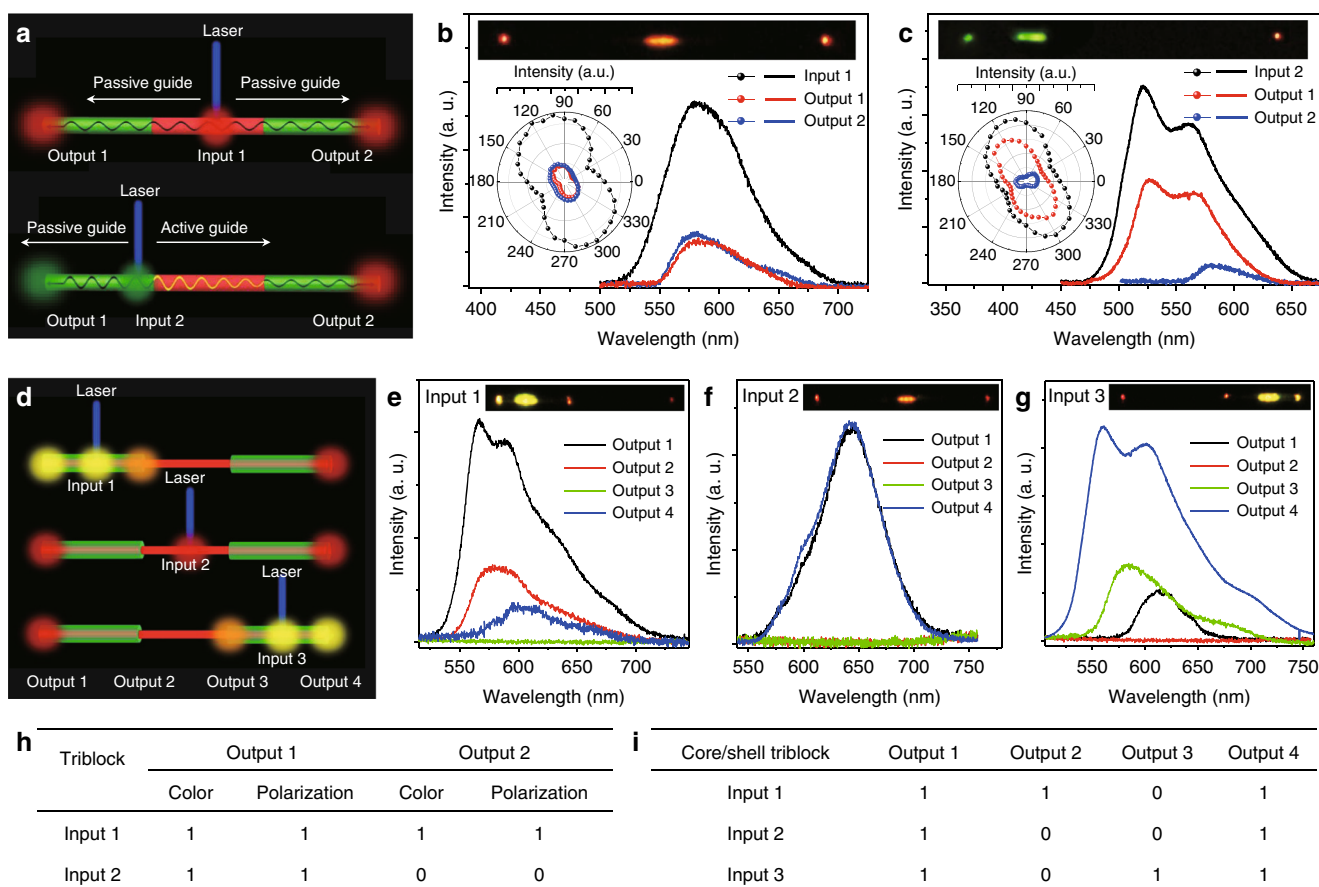 a
Laser
Passive guide Passive guide
Output 1 Input 1 Output 2
Laser
Passive guide Active guide
Output 1 Input 2 Output 2
b
Intensity (a.u.)
120 90 60
150 30
180 0
210 330
240 270 300
Input 1
Output 1
Output 2
Intensity (a. u.)
400 450 500 550 600 650 700
Wavelength (nm)
c
Intensity (a.u.)
120 90 60
150 30
180 0
210 330
240 270 300
Input 2
Output 1
Output 2
Intensity (a. u.)
350 400 450 500 550 600 650
Wavelength (nm)
d
Laser
Input 1
Laser
Input 2
Laser
Input 3
Output 1 Output 2 Output 3 Output 4
e
Input 1
Output 1
Output 2
Output 3
Output 4
Intensity (a. u.)
550 600 650 700
Wavelength (nm)
f
Input 2
Output 1
Output 2
Output 3
Output 4
Intensity (a. u.)
550 600 650 700 750
Wavelength (nm)
g
Input 3
Output 1
Output 2
Output 3
Output 4
Intensity (a. u.)
550 600 650 700 750
Wavelength (nm)
h
Triblock Output 1 Output 2
Color Polarization Color Polarization
Input 1 1 1 1 1
Input 2 1 1 0 0
i
Core/shell triblock Output 1 Output 2 Output 3 Output 4
Input 1 1 1 0 1
Input 2 1 0 0 1
Input 3 1 0 1 1